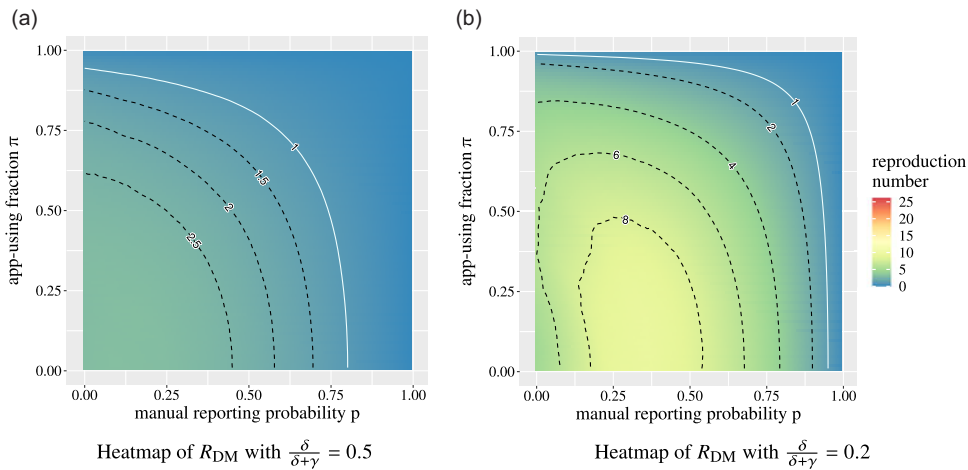 (a)
(b)
1.00
0.75
0.50
0.25
0.00
app-using fraction π
1
1.5
2
2.5
0.00 0.25 0.50 0.75 1.00
manual reporting probability p
Heatmap of R_DM with δ/(δ+γ) = 0.5
1.00
0.75
0.50
0.25
0.00
app-using fraction π
1
2
4
6
8
0.00 0.25 0.50 0.75 1.00
manual reporting probability p
Heatmap of R_DM with δ/(δ+γ) = 0.2
reproduction
number
25
20
15
10
5
0